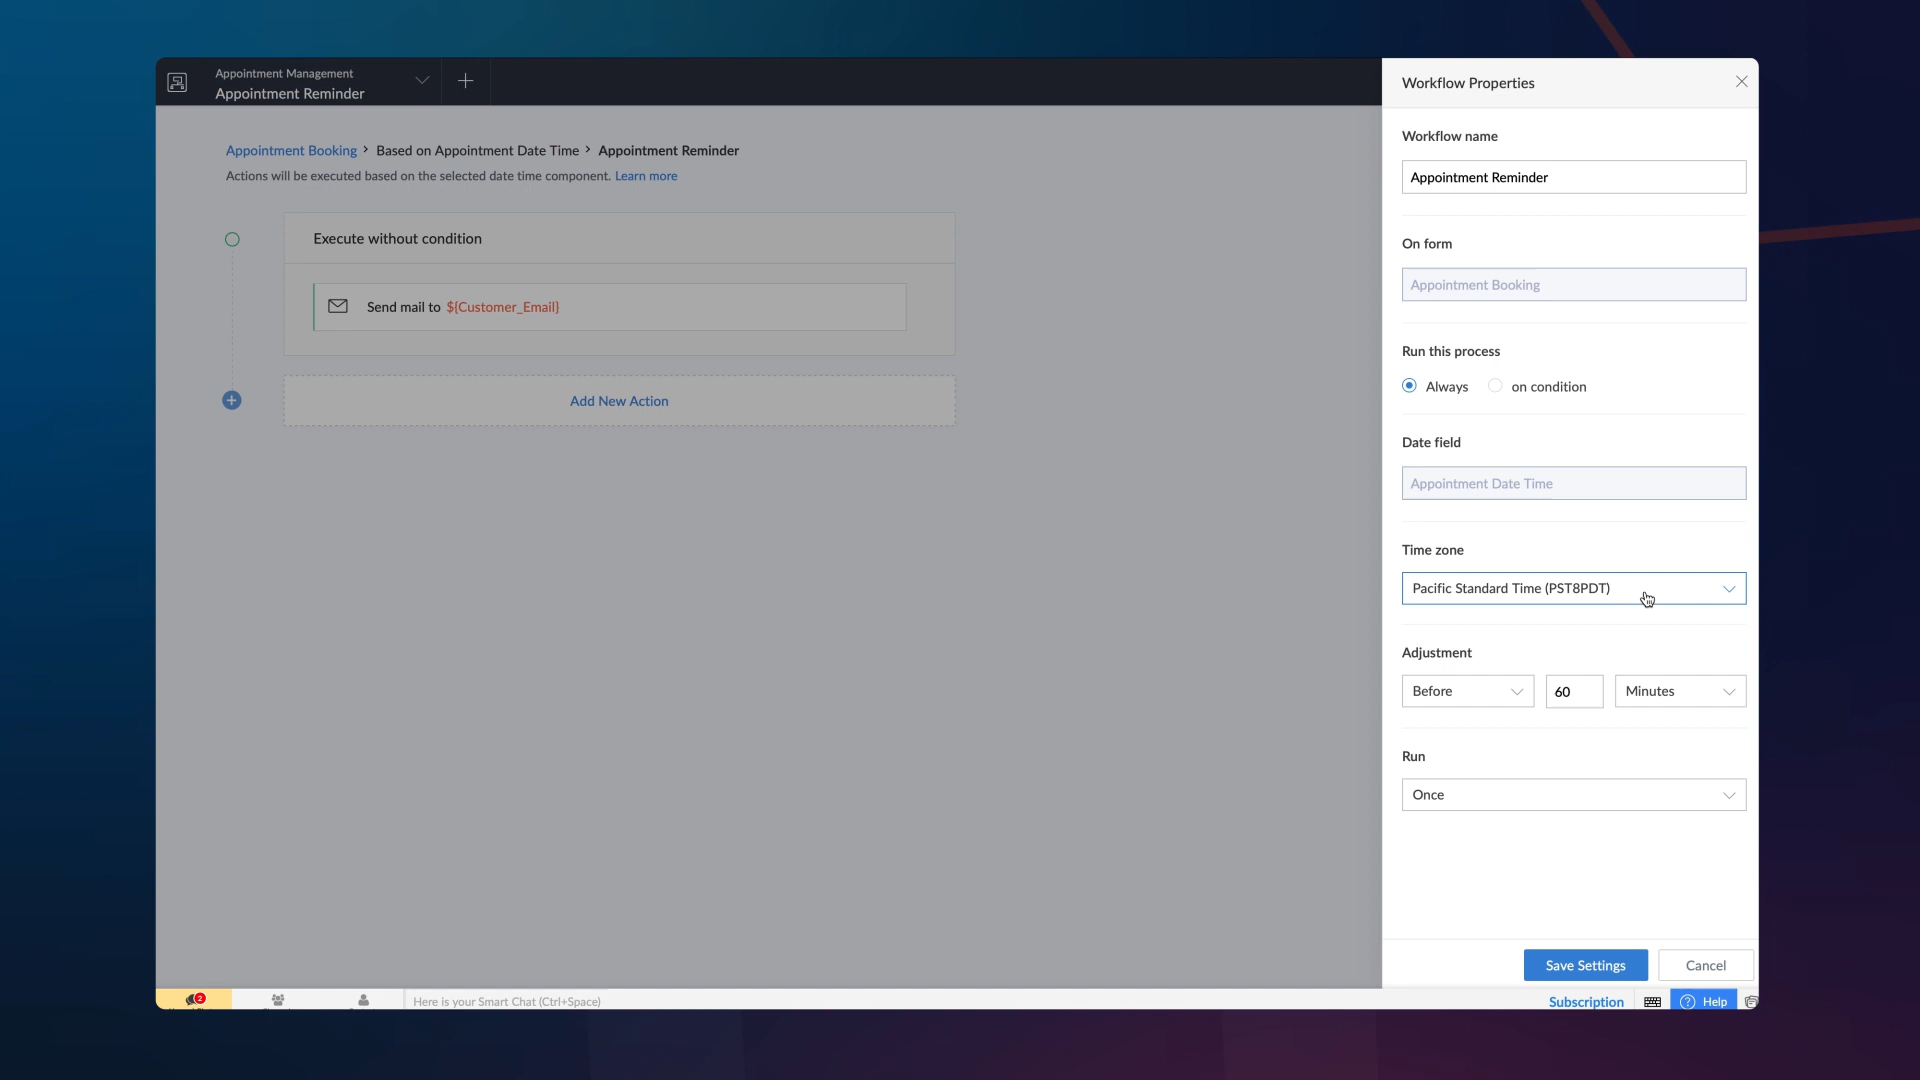 Appointment Management
Appointment Reminder
Appointment Booking > Based on Appointment Date Time > Appointment Reminder
Actions will be executed based on the selected date time component. Learn more
Execute without condition
Send mail to ${Customer_Email}
Add New Action
Workflow Properties
Workflow name
Appointment Reminder
On form
Appointment Booking
Run this process
Always on condition
Date field
Appointment Date Time
Time zone
Pacific Standard Time (PST8PDT)
Adjustment
Before 60 Minutes
Run
Once
Save Settings Cancel
2 Here is your Smart Chat (Ctrl+Space) Subscription ? Help